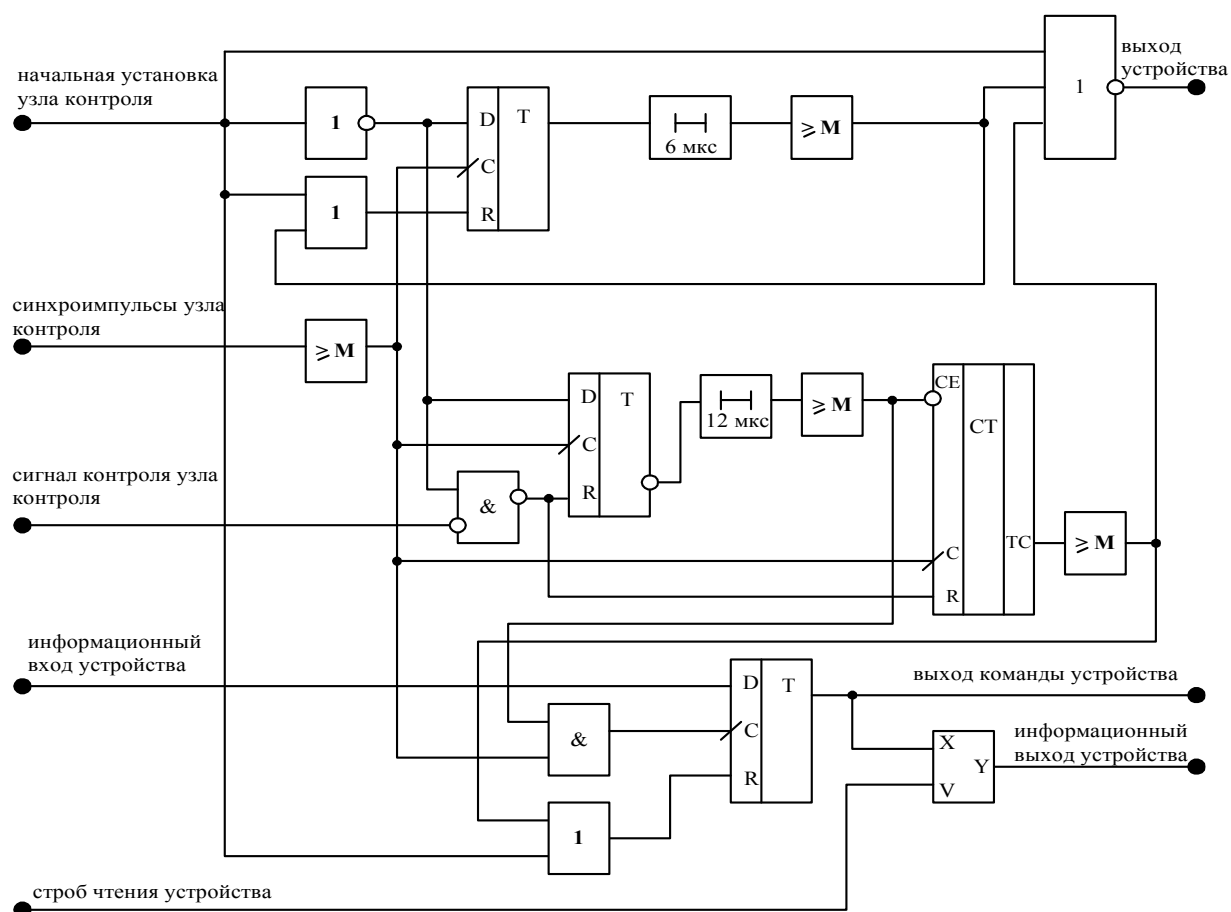 выход
устройства
начальная установка
узла контроля
1
1
D
T
C
R
6 мкс
≥ M
1
синхроимпульсы узла
контроля
≥ M
D
T
C
R
12 мкс
≥ M
CE
CT
C
R
TC
≥ M
сигнал контроля узла
контроля
&
информационный
вход устройства
D
T
C
R
&
1
выход команды устройства
информационный
выход устройства
X
Y
V
строб чтения устройства